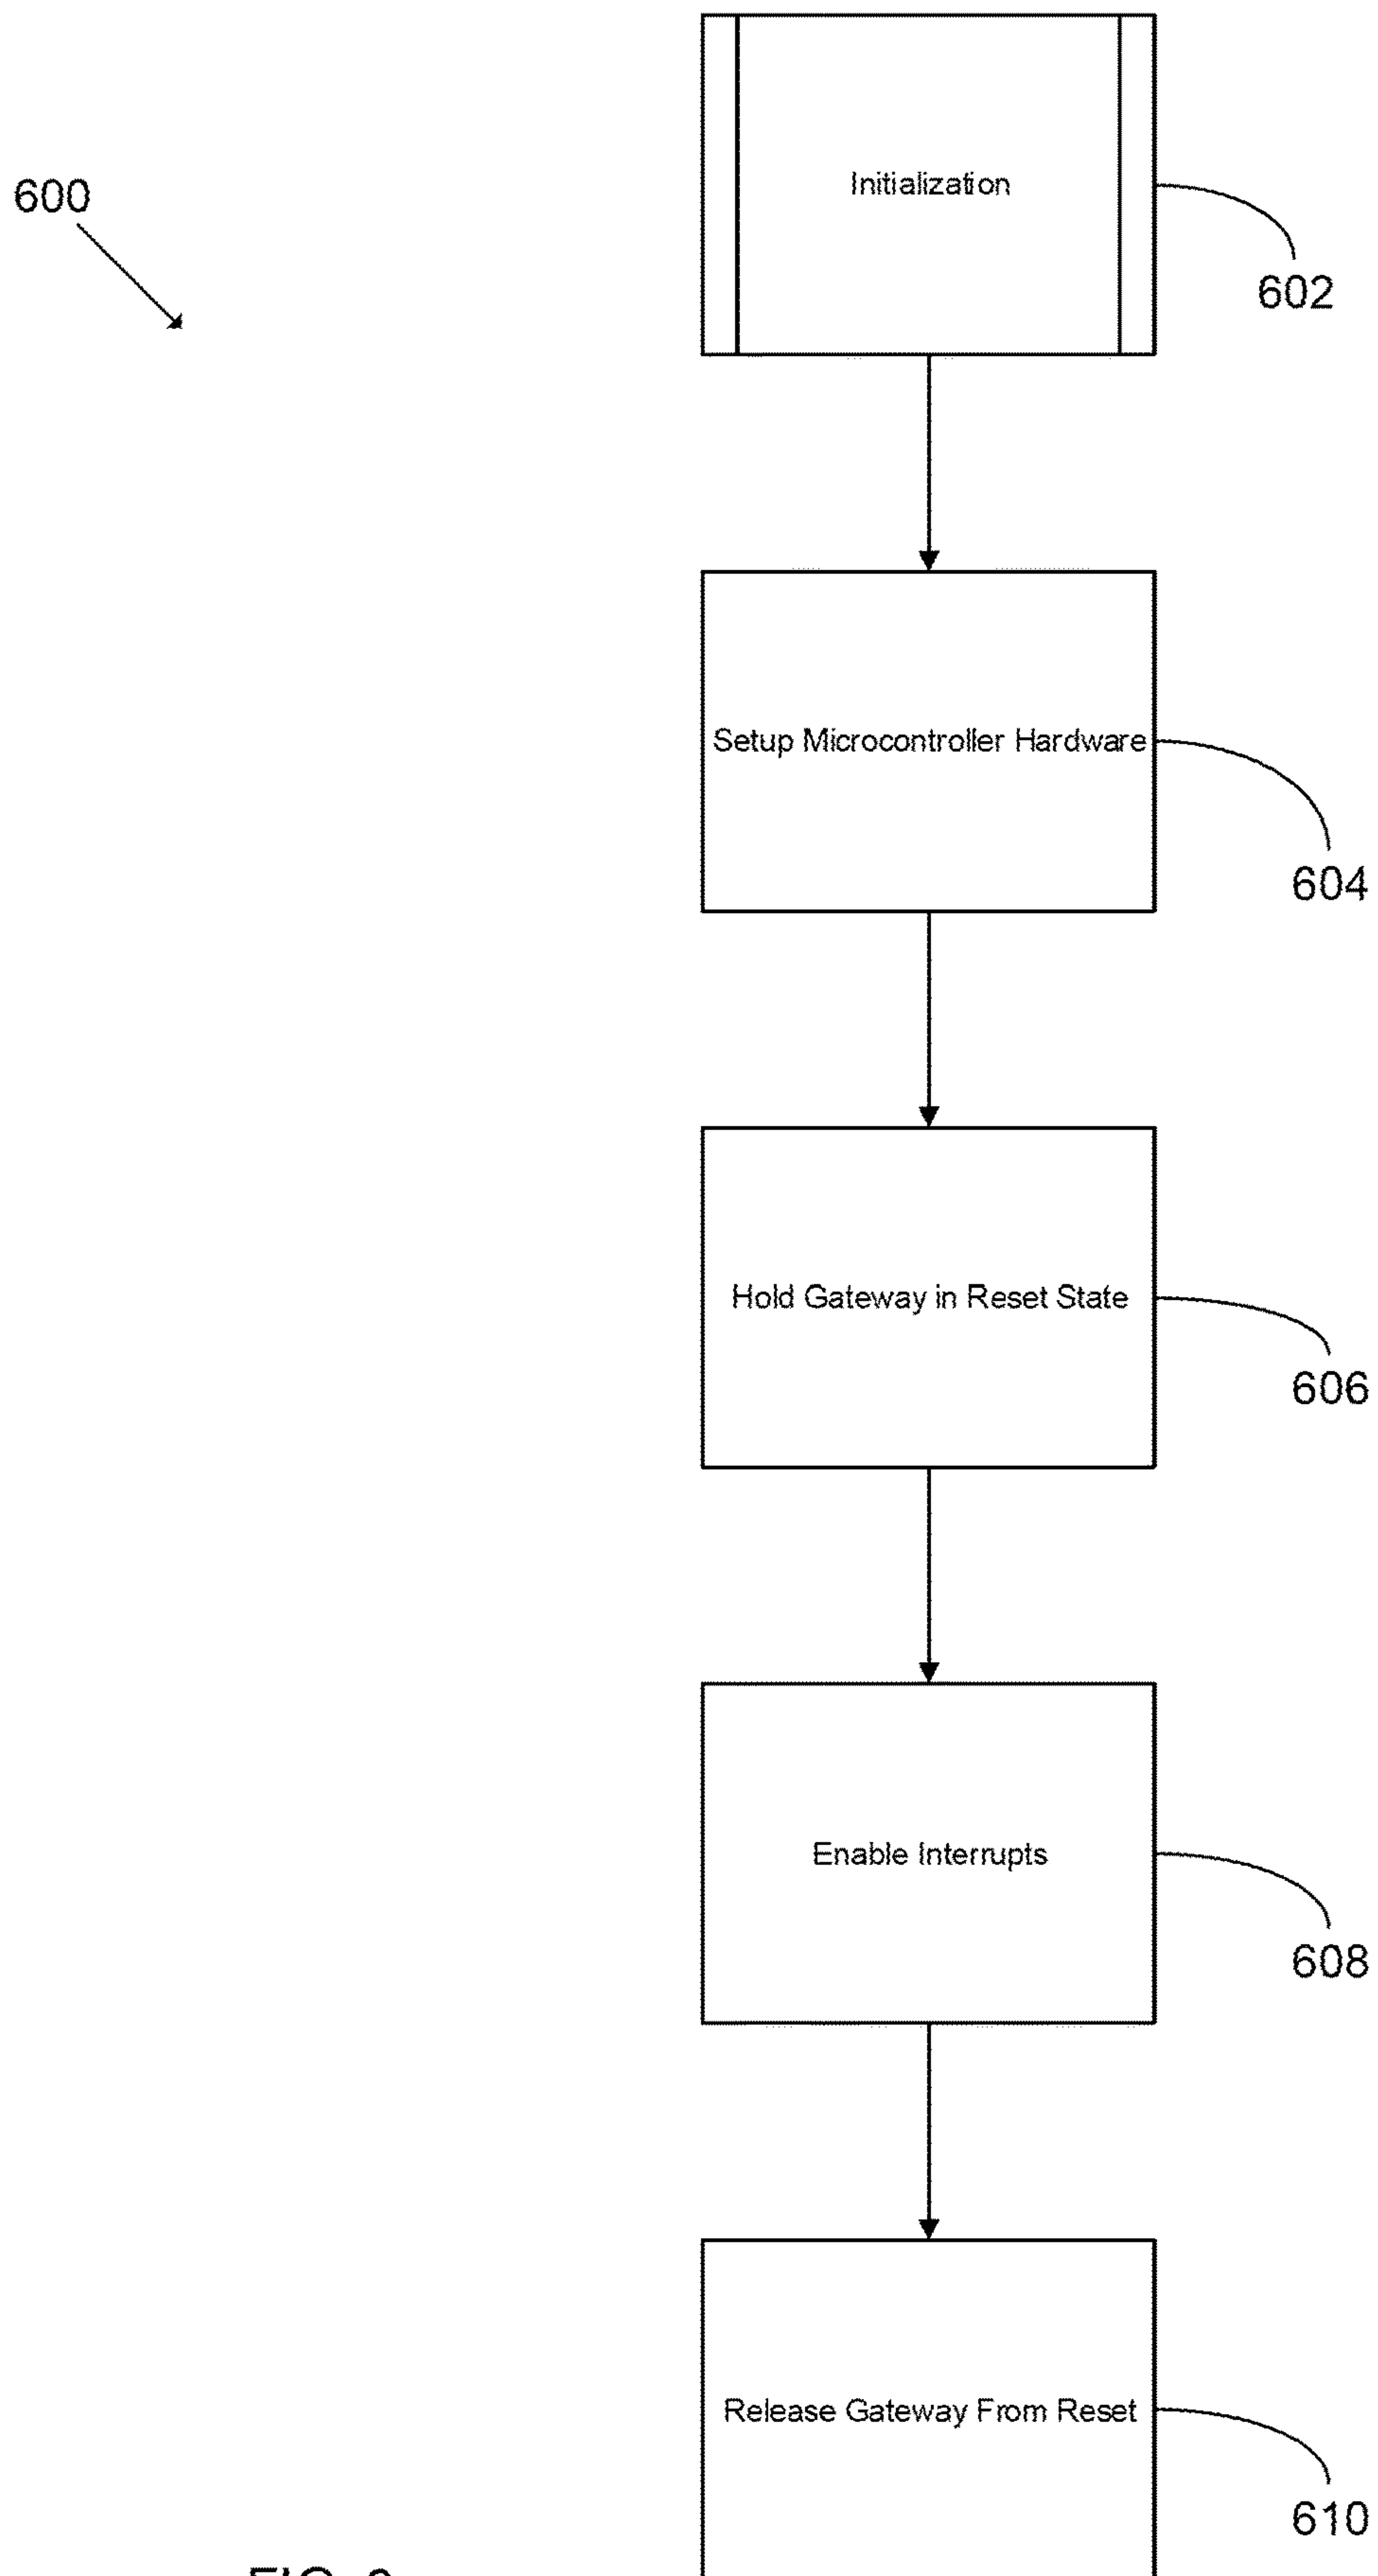 600
Initialization
602
Setup Microcontroller Hardware
604
Hold Gateway in Reset State
606
Enable Interrupts
608
Release Gateway From Reset
610
FIG.